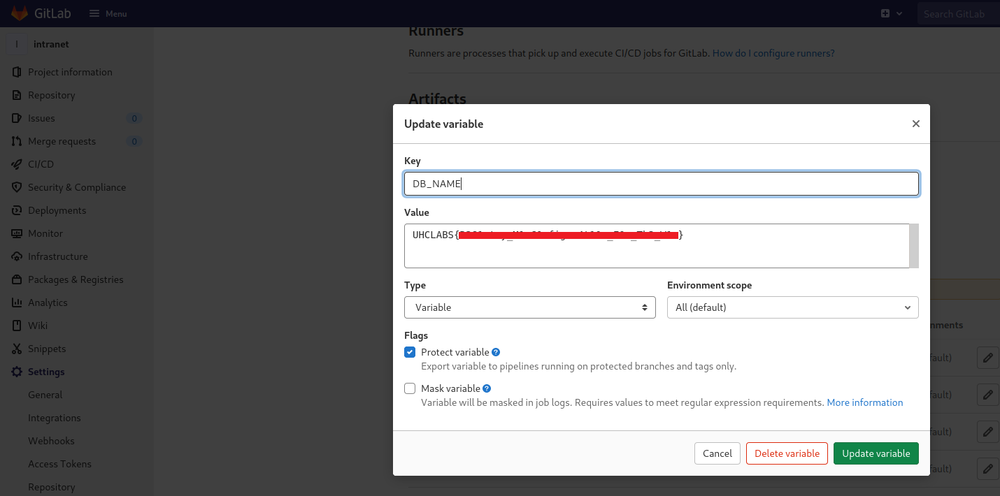 GitLab
Menu
Search GitLab
I
intranet
Project information
Repository
Issues
0
Merge requests
0
CI/CD
Security & Compliance
Deployments
Monitor
Infrastructure
Packages & Registries
Analytics
Wiki
Snippets
Settings
General
Integrations
Webhooks
Access Tokens
Repository
Runners
Runners are processes that pick up and execute CI/CD jobs for GitLab. How do I configure runners?
Artifacts
Update variable
Key
DB_NAME
Value
UHCLABS{ }
Type
Environment scope
Variable
All (default)
Flags
Protect variable
Export variable to pipelines running on protected branches and tags only.
Mask variable
Variable will be masked in job logs. Requires values to meet regular expression requirements. More information
Cancel
Delete variable
Update variable
nments
fault)
fault)
fault)
fault)